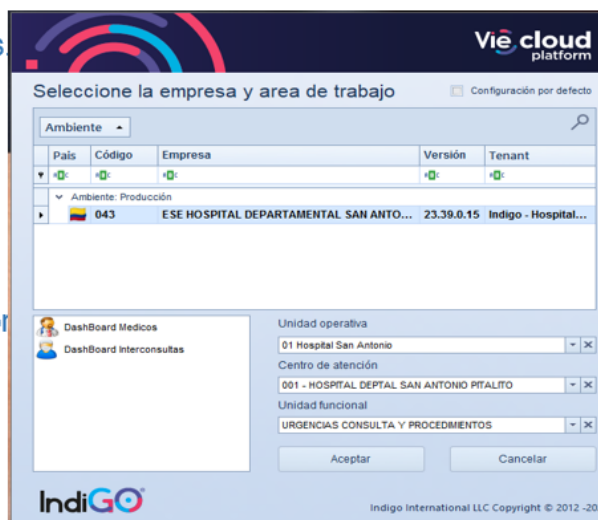 Vie cloud
platform
Seleccione la empresa y area de trabajo
Configuración por defecto
Ambiente
País Código Empresa Versión Tenant
Ambiente: Producción
043 ESE HOSPITAL DEPARTAMENTAL SAN ANTO... 23.39.0.15 Indigo - Hospital...
DashBoard Medicos
DashBoard Interconsultas
Unidad operativa
01 Hospital San Antonio
Centro de atención
001 - HOSPITAL DEPTAL SAN ANTONIO PITALITO
Unidad funcional
URGENCIAS CONSULTA Y PROCEDIMIENTOS
Aceptar Cancelar
IndiGO
Indigo International LLC Copyright © 2012 -20